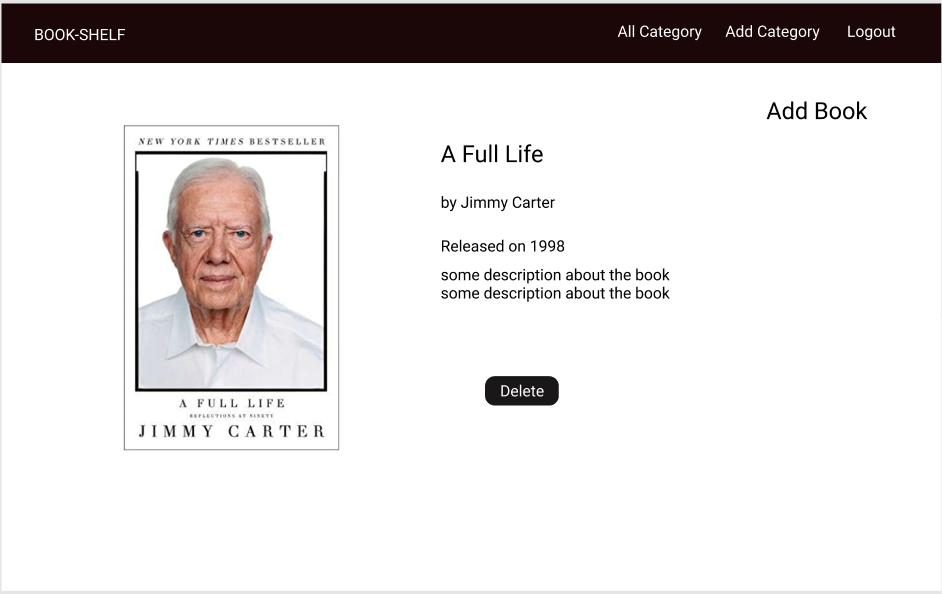 BOOK-SHELF
All Category
Add Category
Logout
Add Book
NEW YORK TIMES BESTSELLER
A FULL LIFE
REFLECTIONS AT NINETY
JIMMY CARTER
A Full Life
by Jimmy Carter
Released on 1998
some description about the book
some description about the book
Delete